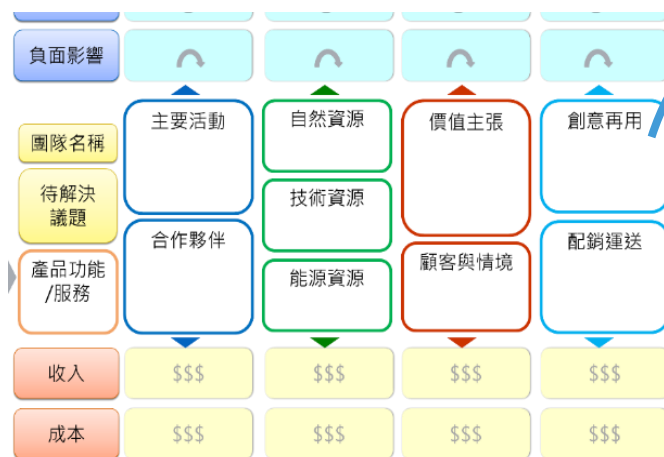 負面影響
主要活動
自然資源
價值主張
創意再用
團隊名稱
待解決
議題
技術資源
合作夥伴
配銷運送
顧客與情境
產品功能
/服務
能源資源
收入
$$$
$$$
$$$
$$$
成本
$$$
$$$
$$$
$$$